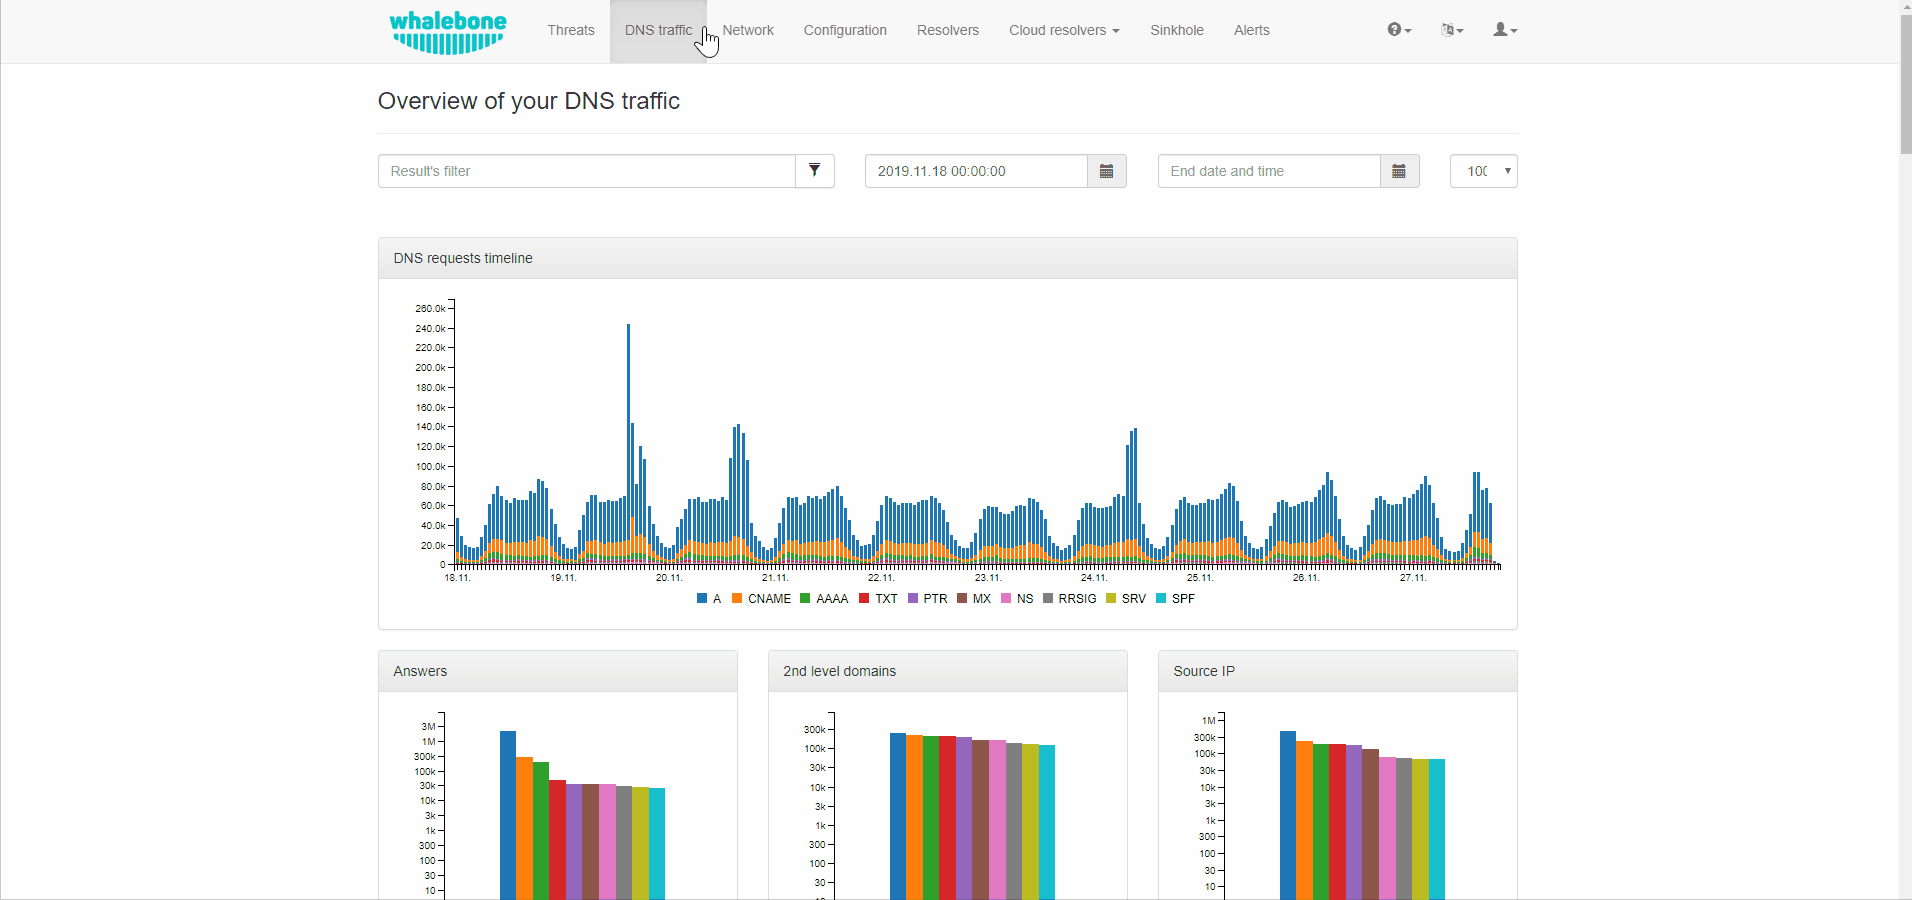 whalebone
Threats DNS traffic Network Configuration Resolvers Cloud resolvers Sinkhole Alerts
Overview of your DNS traffic
Result's filter 2019.11.18 00:00:00 End date and time 100
DNS requests timeline
260.0k
240.0k
220.0k
200.0k
180.0k
160.0k
140.0k
120.0k
100.0k
80.0k
60.0k
40.0k
20.0k
0
18.11. 19.11. 20.11. 21.11. 22.11. 23.11. 24.11. 25.11. 26.11. 27.11.
A CNAME AAAA TXT PTR MX NS RRSIG SRV SPF
Answers
3M
1M
300k
100k
30k
10k
3k
1k
300
100
30
10
2nd level domains
300k
100k
30k
10k
3k
1k
300
100
30
Source IP
1M
300k
100k
30k
10k
3k
1k
300
100
30
10